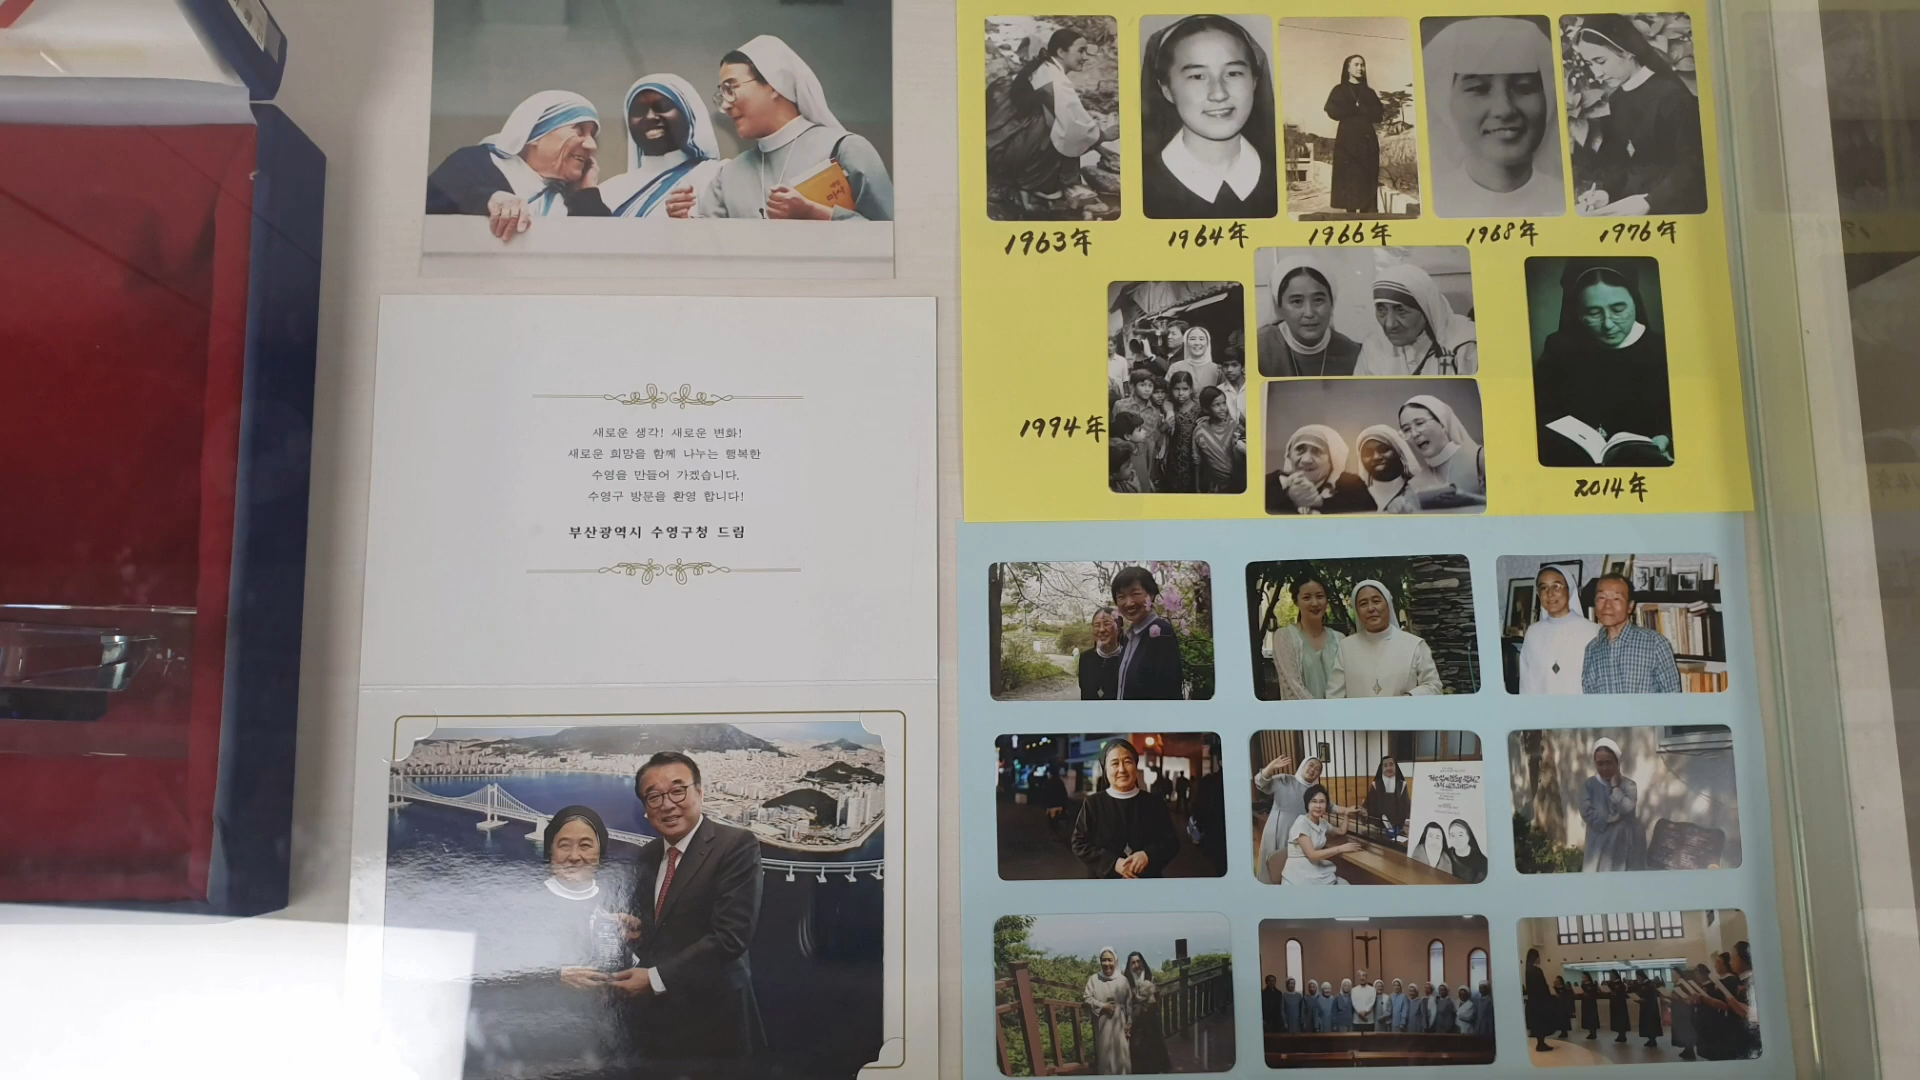 새로운 생각! 새로운 변화!
새로운 희망을 함께 나누는 행복한
수영을 만들어 가겠습니다.
수영구 방문을 환영 합니다!
부산광역시 수영구청 드림
1963年
1964年
1966年
1968年
1976年
1994年
2014年